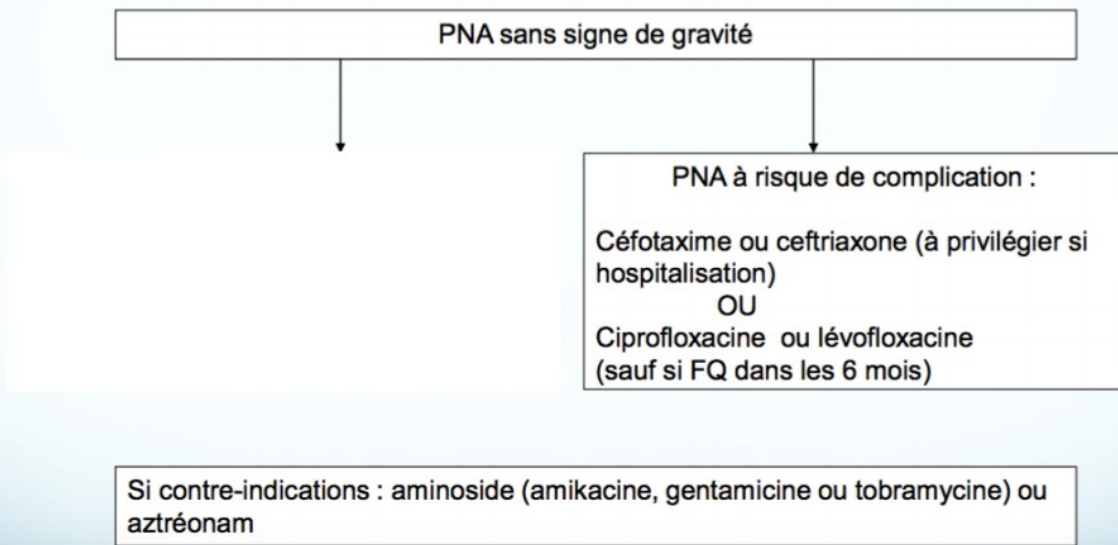 PNA sans signe de gravité
PNA à risque de complication :
Céfotaxime ou ceftriaxone (à privilégier si
hospitalisation)
OU
Ciprofloxacine ou lévofloxacine
(sauf si FQ dans les 6 mois)
Si contre-indications : aminoside (amikacine, gentamicine ou tobramycine) ou
aztréonam